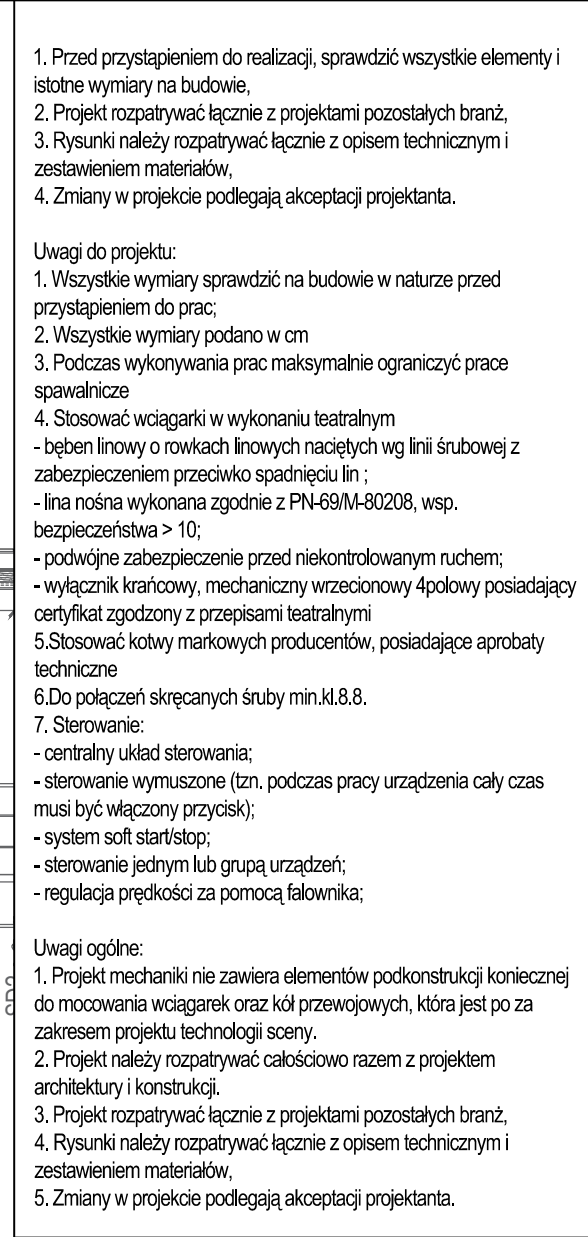 1. Przed przystąpieniem do realizacji, sprawdzić wszystkie elementy i
istotne wymiary na budowie,
2. Projekt rozpatrywać łącznie z projektami pozostałych branż,
3. Rysunki należy rozpatrywać łącznie z opisem technicznym i
zestawieniem materiałów,
4. Zmiany w projekcie podlegają akceptacji projektanta.
Uwagi do projektu:
1. Wszystkie wymiary sprawdzić na budowie w naturze przed
przystąpieniem do prac;
2. Wszystkie wymiary podano w cm
3. Podczas wykonywania prac maksymalnie ograniczyć prace
spawalnicze
4. Stosować wciągarki w wykonaniu teatralnym
- bęben linowy o rowkach linowych naciętych wg linii śrubowej z
zabezpieczeniem przeciwko spadnięciu lin ;
- lina nośna wykonana zgodnie z PN-69/M-80208, wsp.
bezpieczeństwa > 10;
- podwójne zabezpieczenie przed niekontrolowanym ruchem;
- wyłącznik krańcowy, mechaniczny wrzecionowy 4polowy posiadający
certyfikat zgodzony z przepisami teatralnymi
5.Stosować kotwy markowych producentów, posiadające aprobaty
techniczne
6.Do połączeń skręcanych śruby min.kl.8.8.
7. Sterowanie:
- centralny układ sterowania;
- sterowanie wymuszone (tzn. podczas pracy urządzenia cały czas
musi być włączony przycisk);
- system soft start/stop;
- sterowanie jednym lub grupą urządzeń;
- regulacja prędkości za pomocą falownika;
Uwagi ogólne:
1. Projekt mechaniki nie zawiera elementów podkonstrukcji koniecznej
do mocowania wciągarek oraz kół przewojowych, która jest po za
zakresem projektu technologii sceny.
2. Projekt należy rozpatrywać całościowo razem z projektem
architektury i konstrukcji.
3. Projekt rozpatrywać łącznie z projektami pozostałych branż,
4. Rysunki należy rozpatrywać łącznie z opisem technicznym i
zestawieniem materiałów,
5. Zmiany w projekcie podlegają akceptacji projektanta.